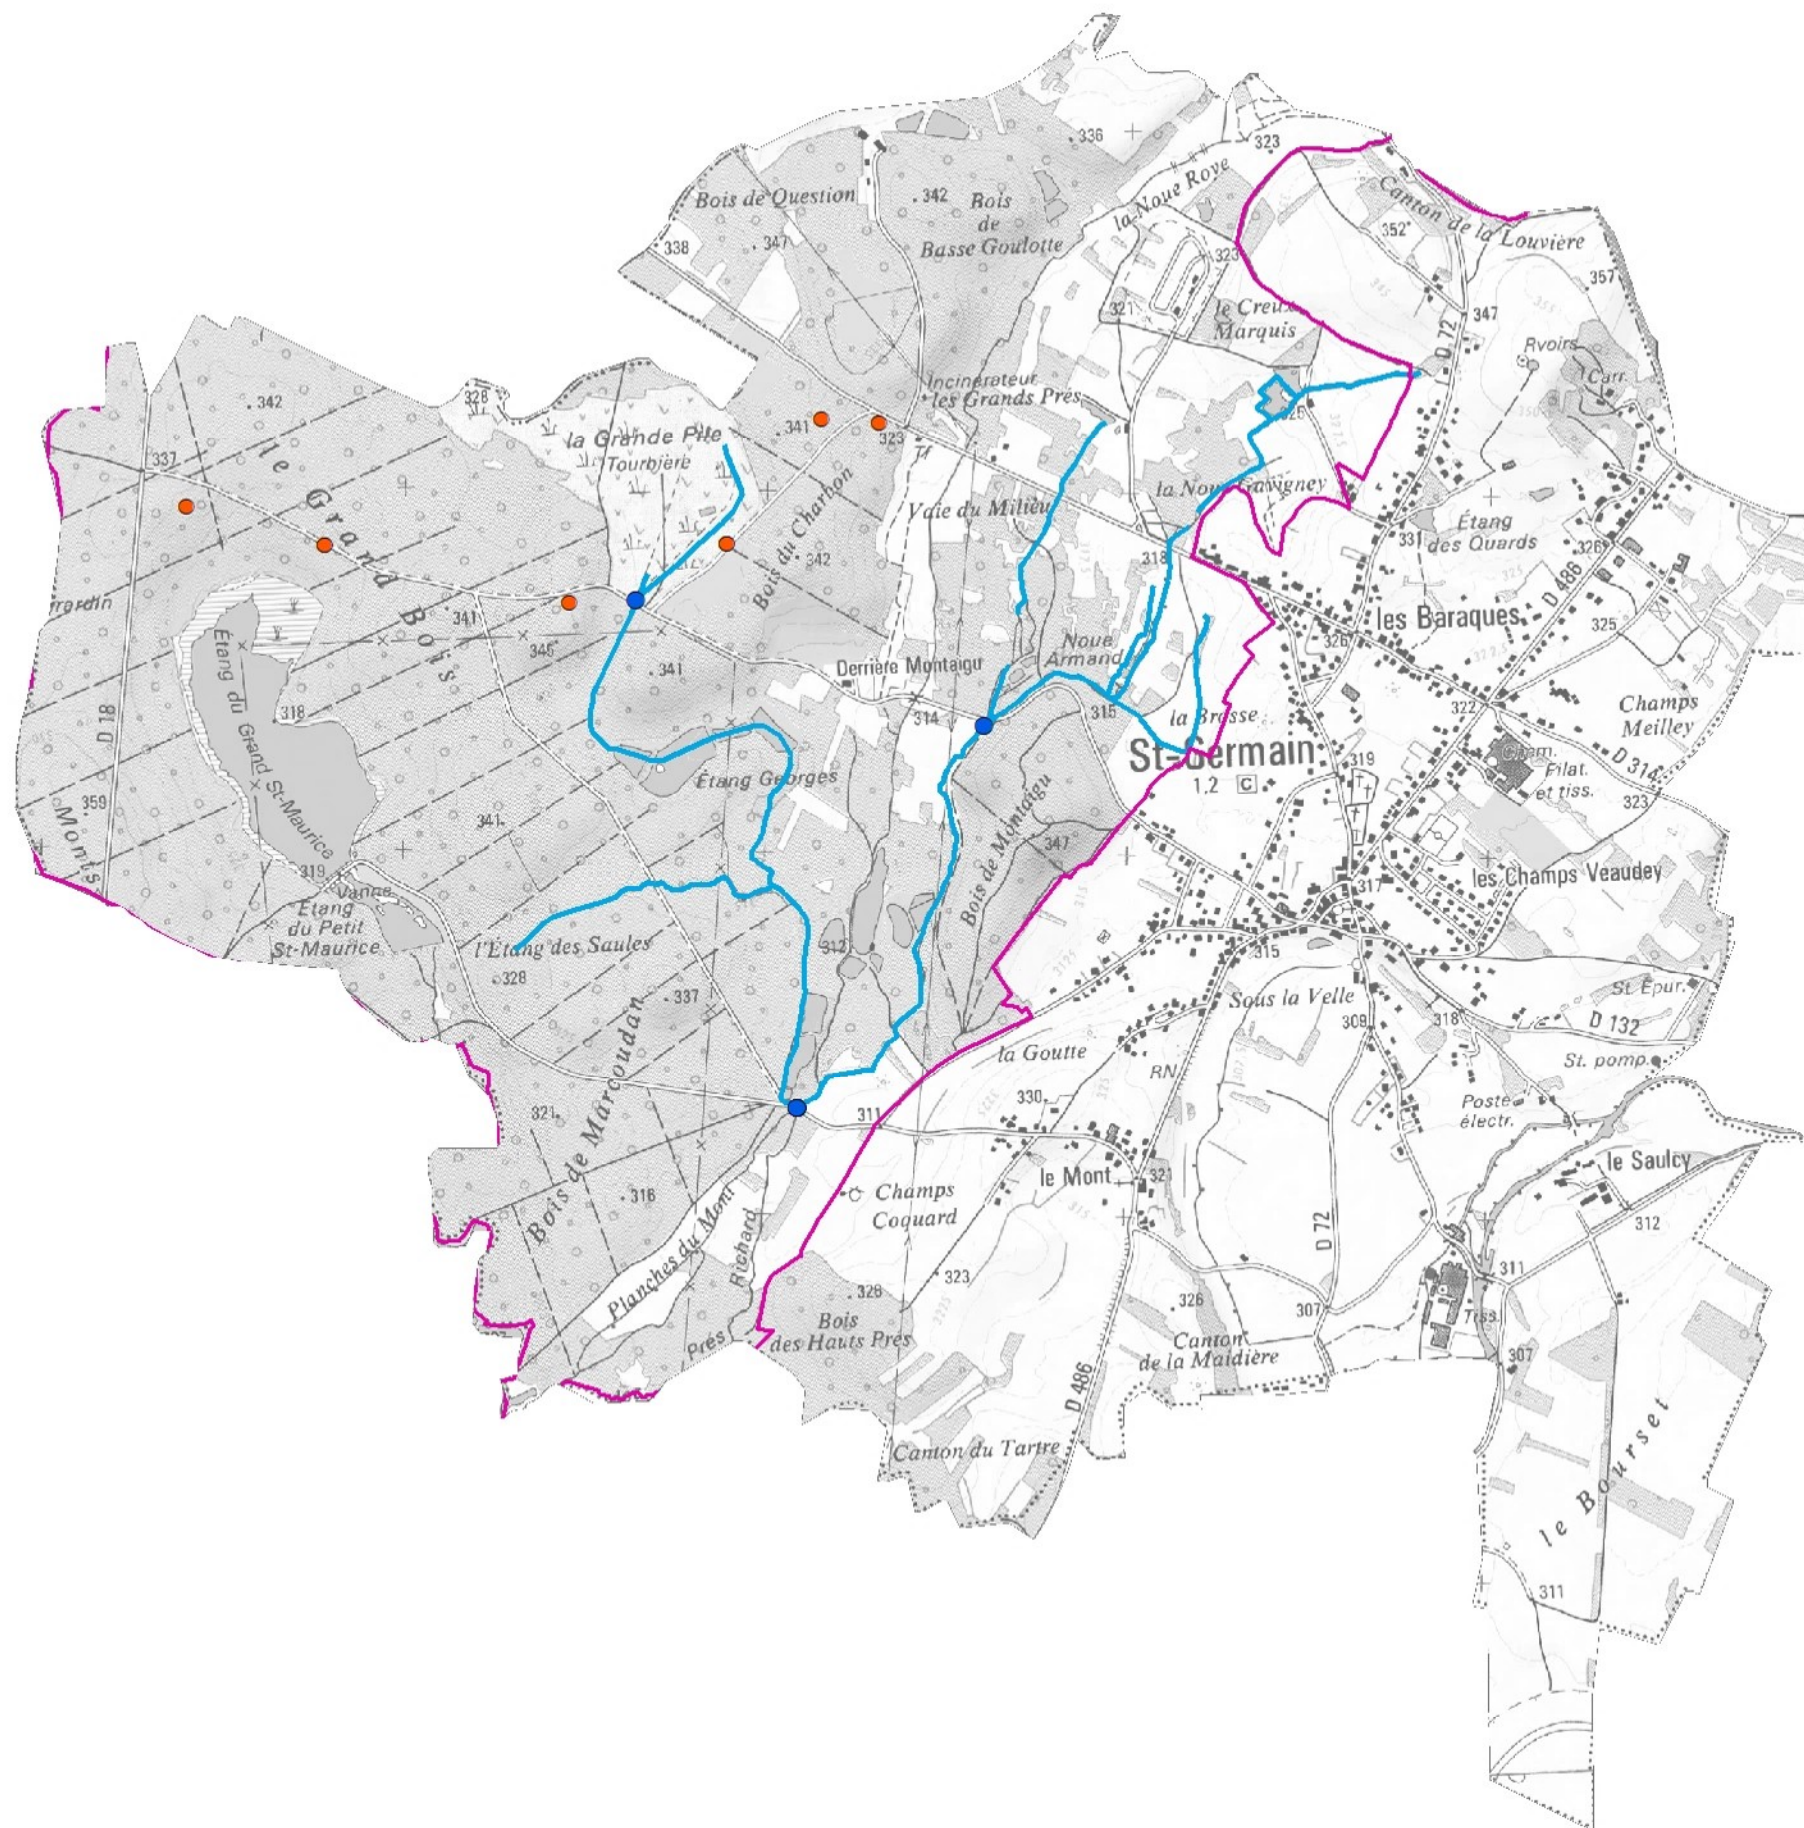 336
323
Bois de Question
342
Bois
de
Basse Goulotte
la Noue Roye
Canton de la Louvière
352
338
347
323
357
345
321
le Creux
Marquis
347
D 72
Rvoirs
Carr.
Incinérateur
les Grands Prés
342
328
la Grande Pile
Tourbière
341
323
325
337
le Grand Bois
Bois du Charbon
Voie du Milieu
la Noue Gravigney
331
Étang
des Quards
326
342
318
D 486
341
345
341
Noue
Armand
les Baraques
326
325
Derrière Montaigu
318
D 18
Étang du Grand St-Maurice
314
315
la Brosse
322
Champs
Meilley
St-Germain
1,2 C
319
Chem.
Filat.
et tiss.
D 314
323
Étang Georges
359
Monts
341
347
Bois de Montaigu
319
Vanne
Étang
du Petit
St-Maurice
317
les Champs Veaudey
l'Étang des Saules
328
312
315
337
Sous la Velle
St. Épur.
309
318
D 132
la Goutte
RN
St. pomp.
Bois de Marcoudan
321
311
330
Poste
électr.
le Mont
321
le Saulcy
316
Champs
Coquard
312
Planches du Mont
Prés Richard
D 72
323
311
328
326
307
Bois
des Hauts Prés
Canton
de la Maidière
Tiss.
307
D 486
Canton du Tartre
le Bourset
311